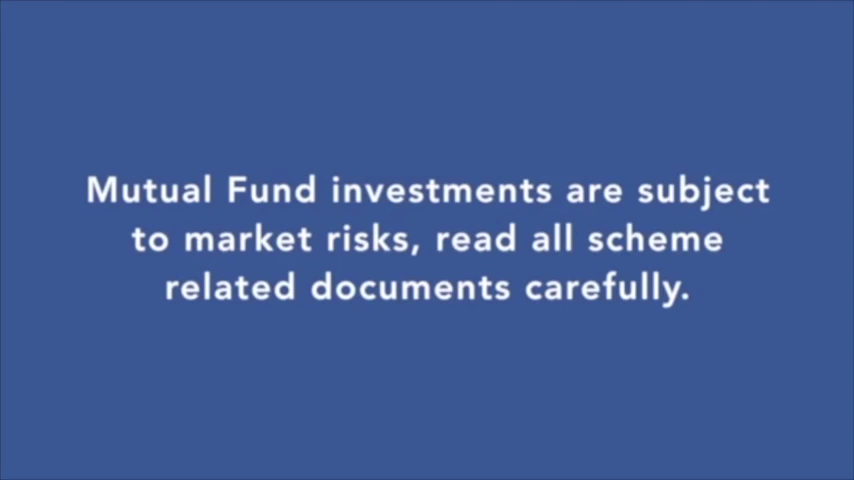 Mutual Fund investments are subject
to market risks, read all scheme
related documents carefully.